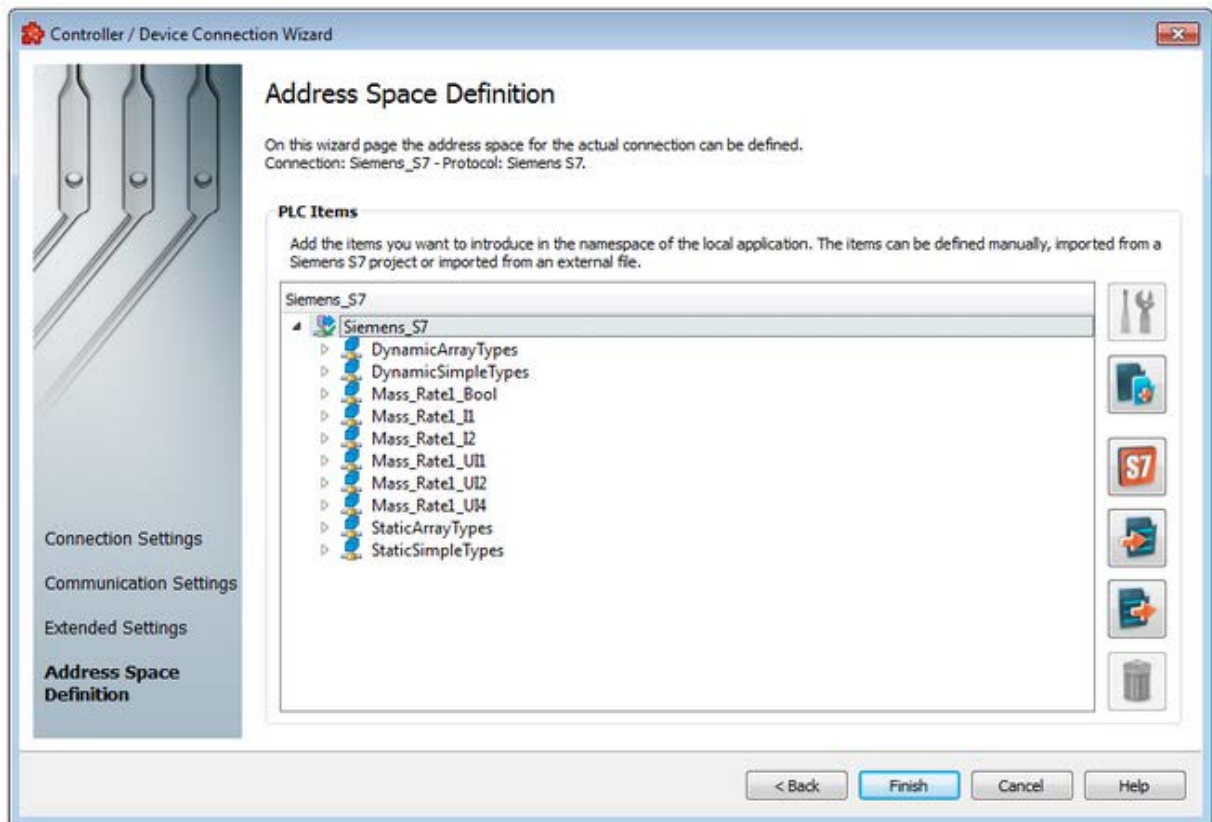 Controller / Device Connection Wizard
Address Space Definition
On this wizard page the address space for the actual connection can be defined.
Connection: Siemens_S7 - Protocol: Siemens S7.
PLC Items
Add the items you want to introduce in the namespace of the local application. The items can be defined manually, imported from a
Siemens S7 project or imported from an external file.
Siemens_S7
Siemens_S7
DynamicArrayTypes
DynamicSimpleTypes
Mass_Rate1_Bool
Mass_Rate1_I1
Mass_Rate1_I2
Mass_Rate1_UI1
Mass_Rate1_UI2
Mass_Rate1_UI4
StaticArrayTypes
StaticSimpleTypes
S7
Connection Settings
Communication Settings
Extended Settings
Address Space
Definition
< Back
Finish
Cancel
Help